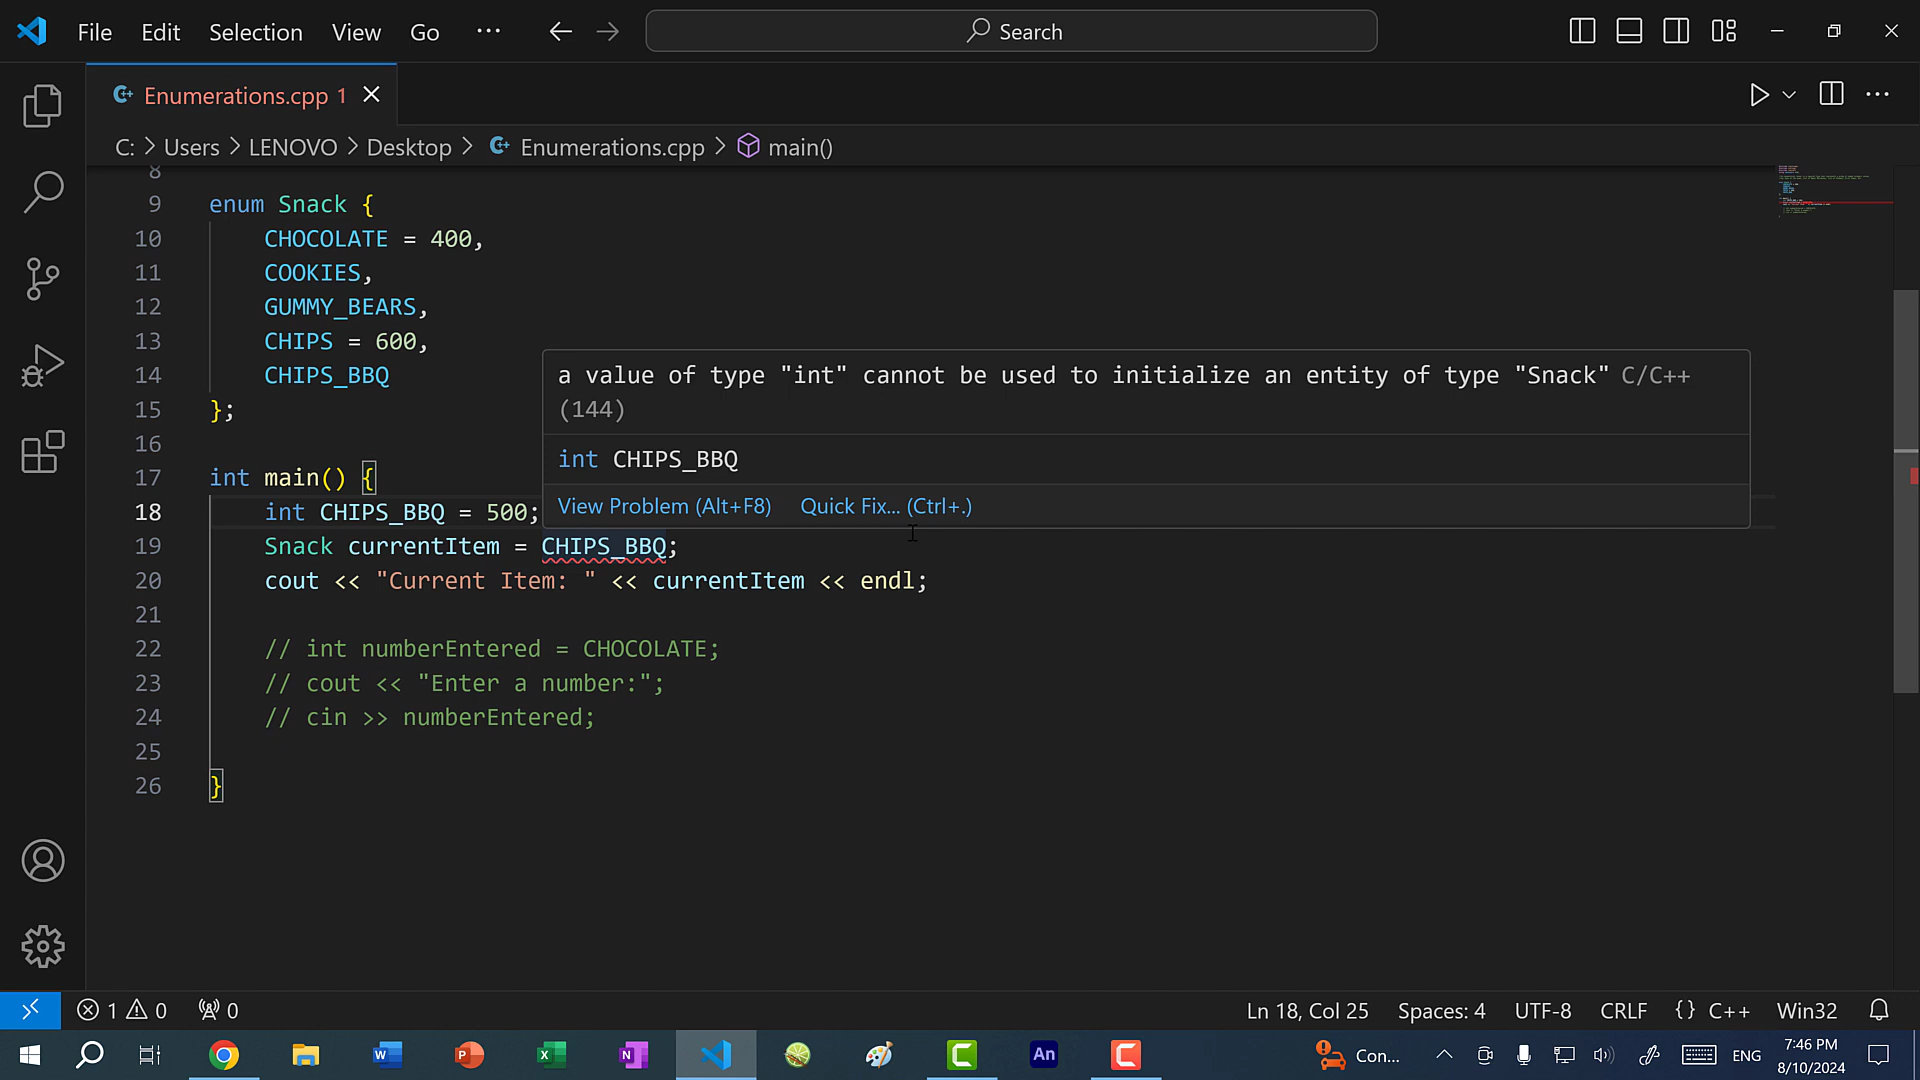 File Edit Selection View Go ··· Search
Enumerations.cpp 1
C: > Users > LENOVO > Desktop > Enumerations.cpp > main()
8
9 enum Snack {
10 CHOCOLATE = 400,
11 COOKIES,
12 GUMMY_BEARS,
13 CHIPS = 600,
14 CHIPS_BBQ
15 };
16
17 int main() {
18 int CHIPS_BBQ = 500;
19 Snack currentItem = CHIPS_BBQ;
20 cout << "Current Item: " << currentItem << endl;
21
22 // int numberEntered = CHOCOLATE;
23 // cout << "Enter a number:";
24 // cin >> numberEntered;
25
26 }
a value of type "int" cannot be used to initialize an entity of type "Snack" C/C++
(144)
int CHIPS_BBQ
View Problem (Alt+F8) Quick Fix... (Ctrl+.)
1 0 0 Ln 18, Col 25 Spaces: 4 UTF-8 CRLF {} C++ Win32
W P X N An C Con... ENG
7:46 PM
8/10/2024